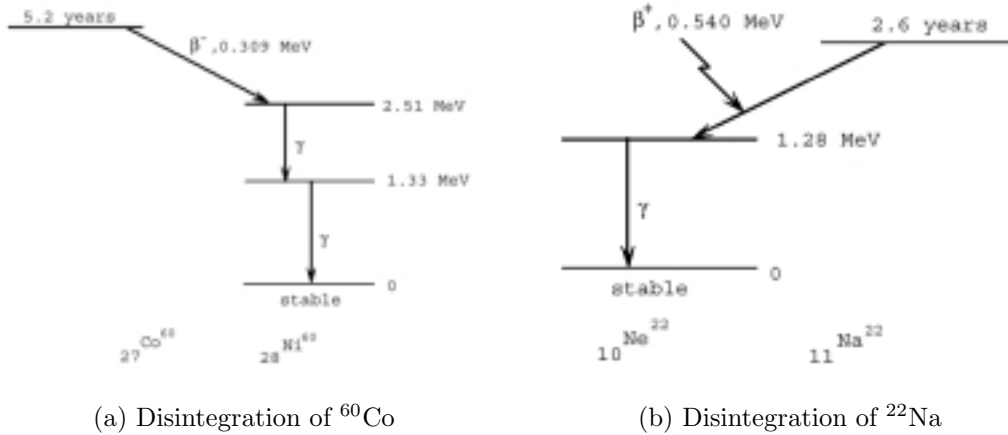 5.2 years
β⁻,0.309 MeV
2.51 MeV
γ
1.33 MeV
γ
0
stable
₂₇Co⁶⁰
₂₈Ni⁶⁰
(a) Disintegration of ⁶⁰Co
β⁺,0.540 MeV
2.6 years
1.28 MeV
γ
0
stable
₁₀Ne²²
₁₁Na²²
(b) Disintegration of ²²Na